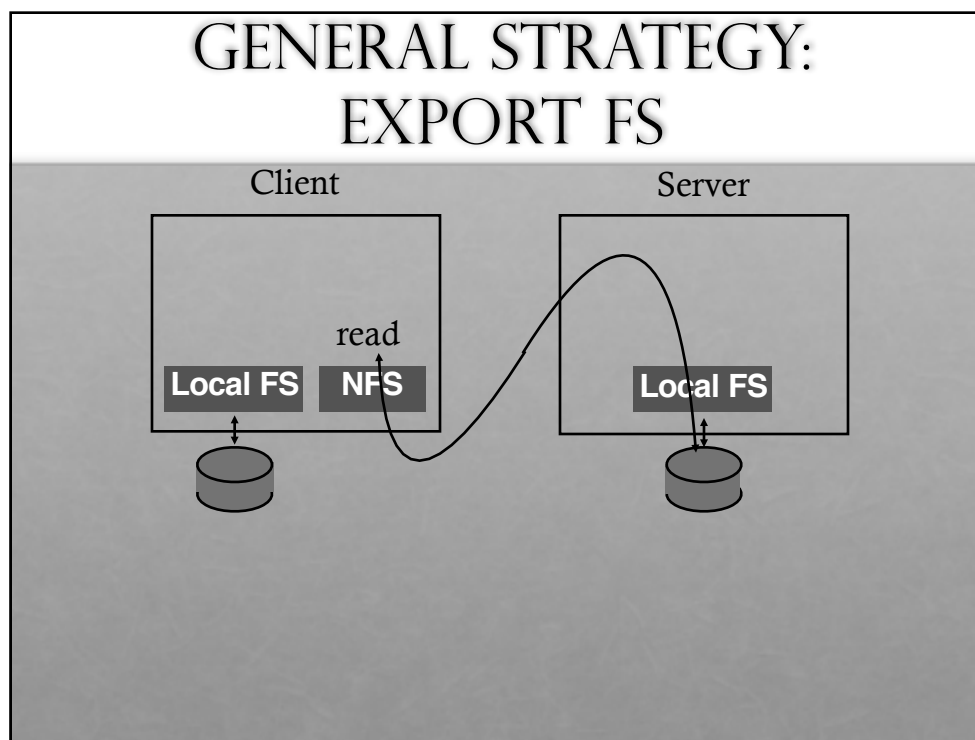 GENERAL STRATEGY:
EXPORT FS
Client
Server
read
Local FS
NFS
Local FS